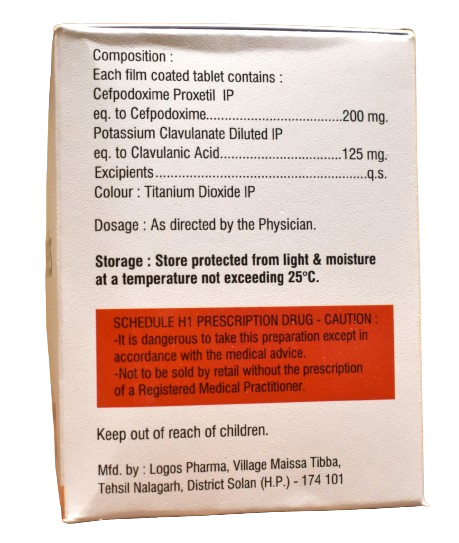 Composition :
Each film coated tablet contains :
Cefpodoxime Proxetil IP
eq. to Cefpodoxime.....................................200 mg.
Potassium Clavulanate Diluted IP
eq. to Clavulanic Acid.................................125 mg.
Excipients.........................................................q.s.
Colour : Titanium Dioxide IP
Dosage : As directed by the Physician.
Storage : Store protected from light & moisture
at a temperature not exceeding 25°C.
SCHEDULE H1 PRESCRIPTION DRUG - CAUTION :
-It is dangerous to take this preparation except in
accordance with the medical advice.
-Not to be sold by retail without the prescription
of a Registered Medical Practitioner.
Keep out of reach of children.
Mfd. by : Logos Pharma, Village Maissa Tibba,
Tehsil Nalagarh, District Solan (H.P.) - 174 101